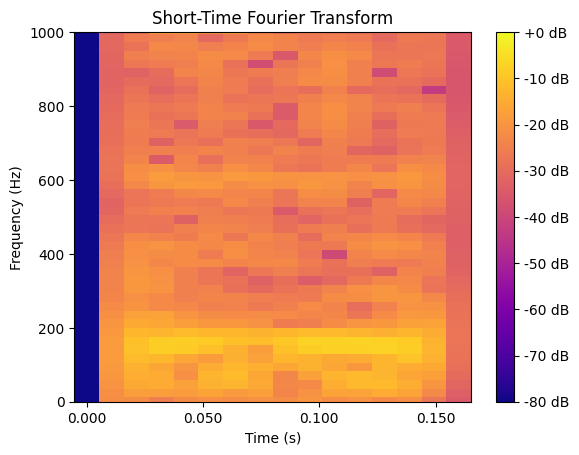 Short-Time Fourier Transform
1000
800
600
400
200
0
Frequency (Hz)
0.000
0.050
0.100
0.150
Time (s)
+0 dB
-10 dB
-20 dB
-30 dB
-40 dB
-50 dB
-60 dB
-70 dB
-80 dB